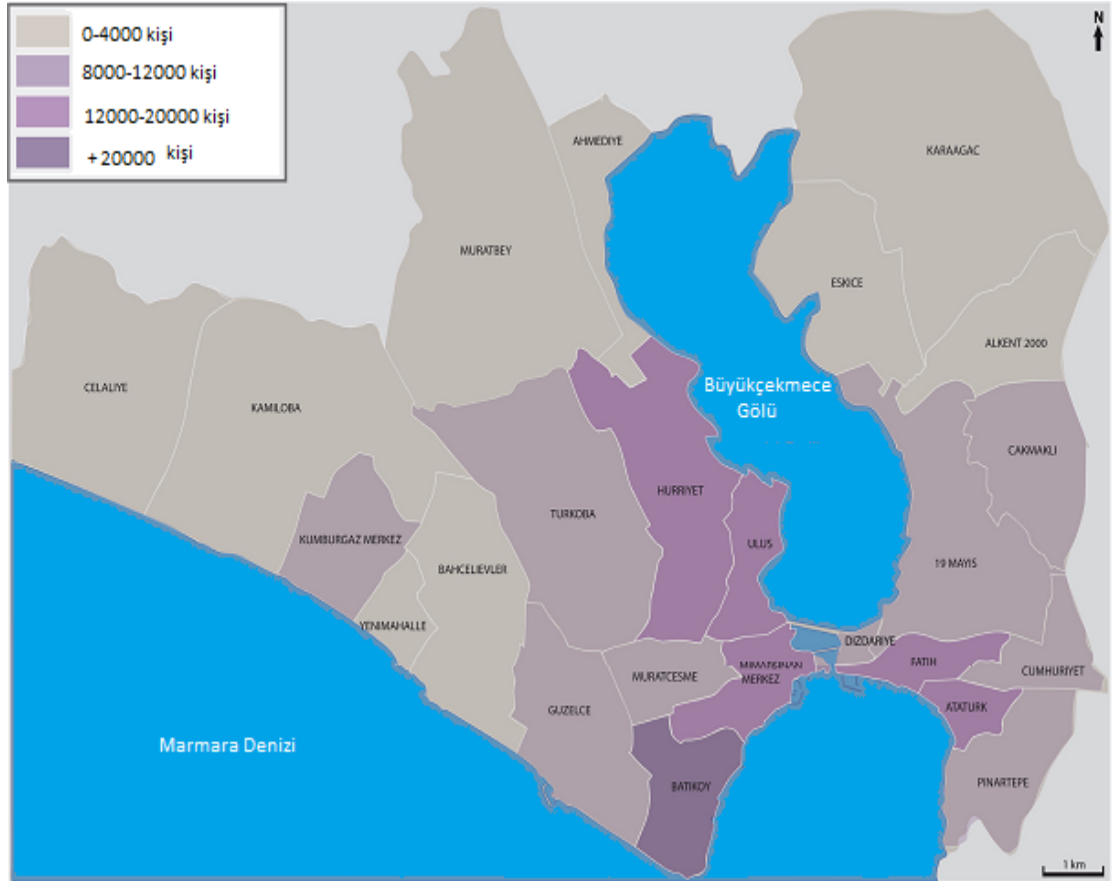 0-4000 kişi
8000-12000 kişi
12000-20000 kişi
+20000 kişi
N
AHMEDIYE
KARAAGAC
MURATBEY
ESKICE
ALKENT 2000
CELALIYE
KAMILOBA
Büyükçekmece
Gölü
CAKMAKLI
HURRIYET
TURKOBA
KUMBURGAZ MERKEZ
ULUS
BAHCELIEVLER
19 MAYIS
YENIMAHALLE
DIZDARIYE
FATIH
MIMARSINAN
MERKEZ
CUMHURIYET
MURATCESME
GUZELCE
ATATURK
Marmara Denizi
BATIKOY
PINARTEPE
1 km